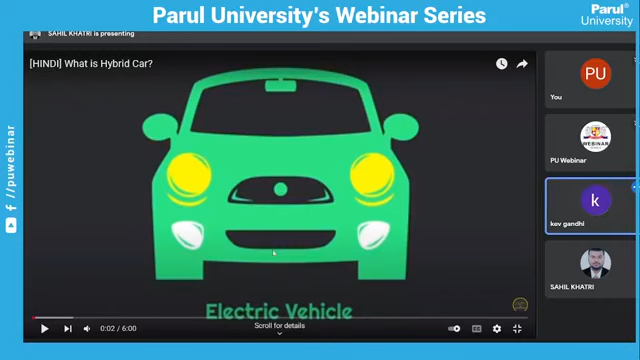 Parul University's Webinar Series
Parul®
University
SAHIL KHATRI is presenting
[HINDI] What is Hybrid Car?
PU
You
WEBINAR
PU Webinar
k
kev gandhi
SAHIL KHATRI
//puwebinar
Electric Vehicle
Scroll for details
0:02 / 6:00